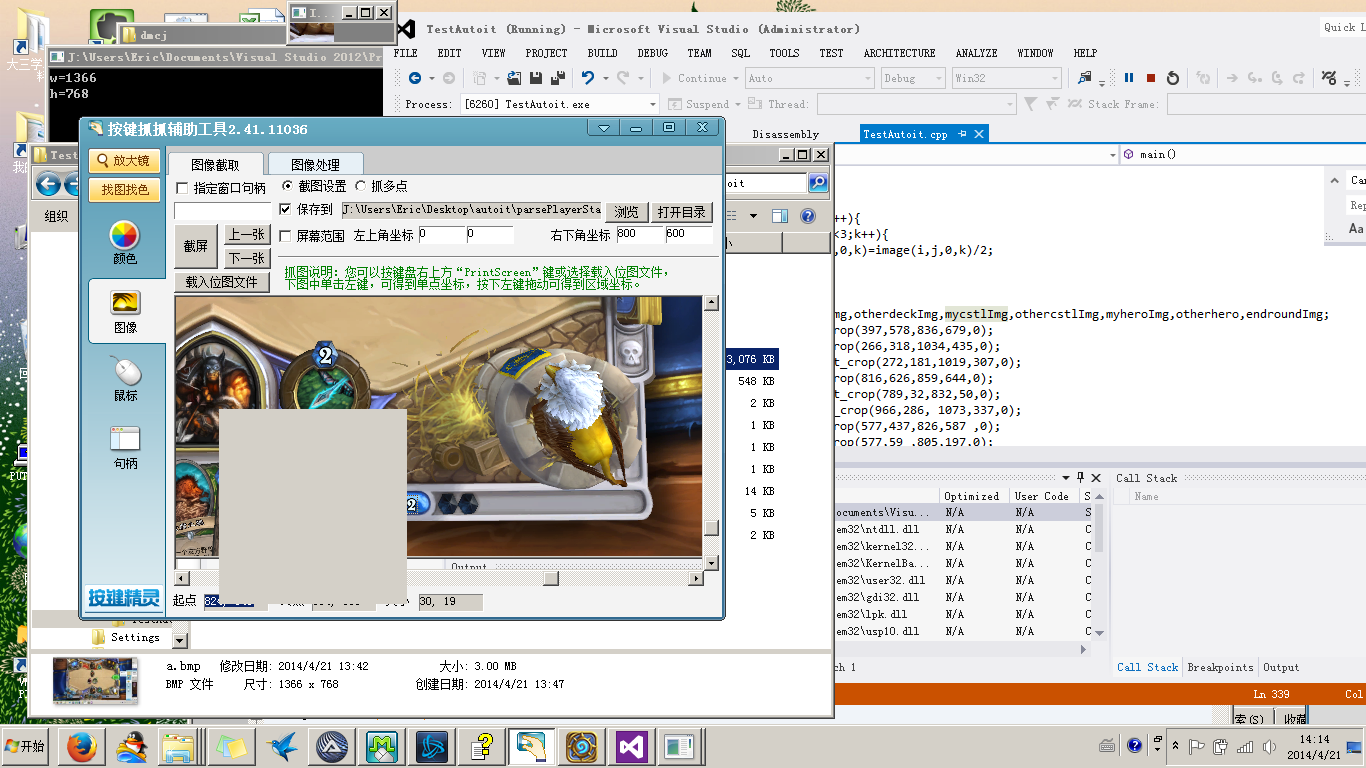 TestAutoit (Running) - Microsoft Visual Studio (Administrator)
Quick L
dmcj
I...
FILE EDIT VIEW PROJECT BUILD DEBUG TEAM SQL TOOLS TEST ARCHITECTURE ANALYZE WINDOW HELP
J:\Users\Eric\Documents\Visual Studio 2012\Pr
w=1366
h=768
Continue Auto Debug Win32
Process: [6260] TestAutoit.exe Suspend Thread: Stack Frame:
大三学
按键抓抓辅助工具2.41.11036
Disassembly TestAutoit.cpp
main()
Test
放大镜
找图找色
颜色
图像
鼠标
句柄
按键精灵
图像截取 图像处理
指定窗口句柄 截图设置 抓多点
保存到 J:\Users\Eric\Desktop\autoit\parsePlayerSta 浏览 打开目录
截屏 上一张 下一张
屏幕范围 左上角坐标 0 0 右下角坐标 800 600
载入位图文件
抓图说明: 您可以按键盘右上方“PrintScreen”键或选择载入位图文件,
下图中单击左键, 可得到单点坐标, 按下左键拖动可得到区域坐标。
2
2
Output
起点
30, 19
组织
oit
Can
Rep
Aa
++){
<3;k++){
,0,k)=image(i,j,0,k)/2;
mg,otherdeckImg,mycstlImg,othercstlImg,myheroImg,otherhero,endroundImg;
rop(397,578,836,679,0);
rop(266,318,1034,435,0);
t_crop(272,181,1019,307,0);
rop(816,626,859,644,0);
t_crop(789,32,832,50,0);
_crop(966,286, 1073,337,0);
rop(577,437,826,587 ,0);
rop(577,59 ,805,197,0);
3,076 KB
548 KB
2 KB
1 KB
1 KB
1 KB
14 KB
5 KB
2 KB
Optimized User Code S
ocuments\Visu... N/A N/A S
em32\ntdll.dll N/A N/A C
em32\kernel32... N/A N/A C
em32\KernelBa... N/A N/A C
em32\user32.dll N/A N/A C
em32\gdi32.dll N/A N/A C
em32\lpk.dll N/A N/A C
em32\usp10.dll N/A N/A C
ch 1
Call Stack
Name
Call Stack Breakpoints Output
Ln 339 Col
Settings
a.bmp 修改日期: 2014/4/21 13:42 大小: 3.00 MB
BMP 文件 尺寸: 1366 x 768 创建日期: 2014/4/21 13:47
索(S) 收藏
开始
14:14
2014/4/21